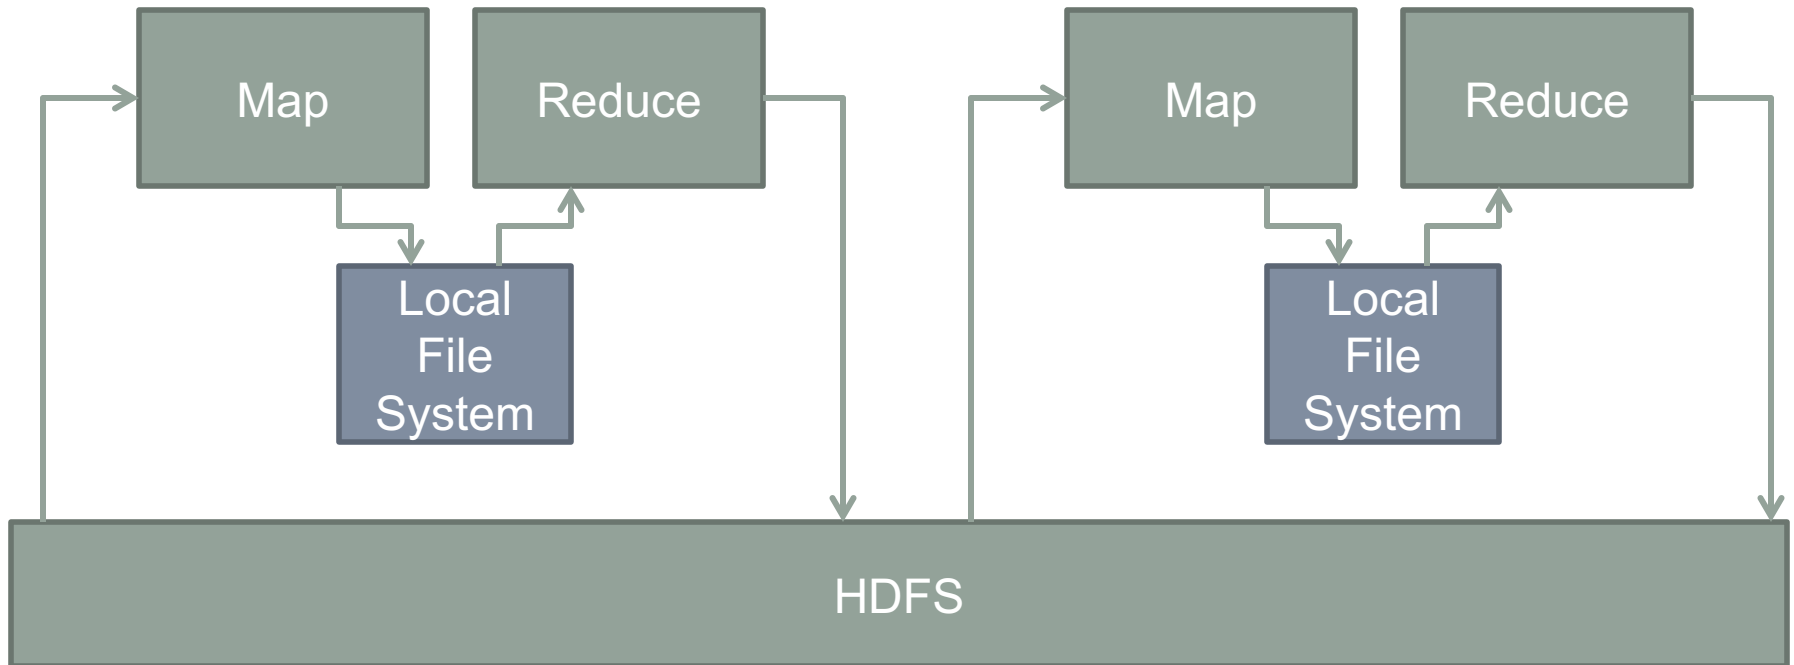 Map
Reduce
Map
Reduce
Local
File
System
Local
File
System
HDFS